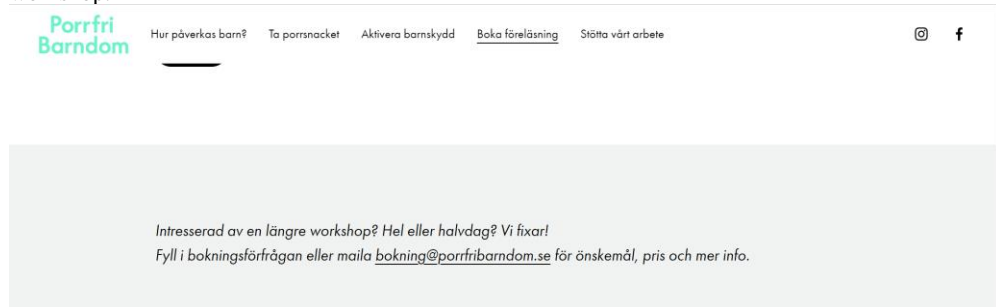 Porrfri
Barndom
Hur påverkas barn? Ta porrsnacket Aktivera barnskydd Boka föreläsning Stötta vårt arbete
Intresserad av en längre workshop? Hel eller halvdag? Vi fixar!
Fyll i bokningsförfrågan eller maila bokning@porrfribarndom.se för önskemål, pris och mer info.